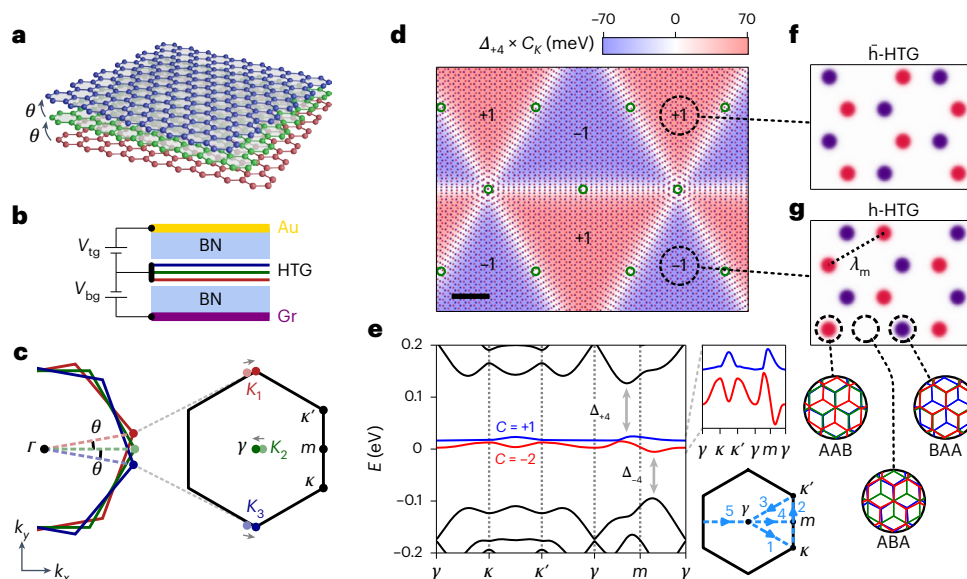 a
θ
θ
b
V_tg
V_bg
Au
BN
HTG
BN
Gr
c
Γ
θ
θ
k_y
k_x
K_1
K_2
K_3
γ
κ′
m
κ
d
Δ_+4 × C_K (meV)
−70 0 70
+1 −1 +1
+1
−1 −1
e
E (eV)
0.2
0.1
0
−0.1
−0.2
C = +1
C = −2
Δ_+4
Δ_−4
γ κ κ′ γ m γ
γ κ κ′ γ m γ
κ′
5 γ 3 4 2 m
1
κ
f
h̄-HTG
g
h-HTG
λ_m
AAB
BAA
ABA